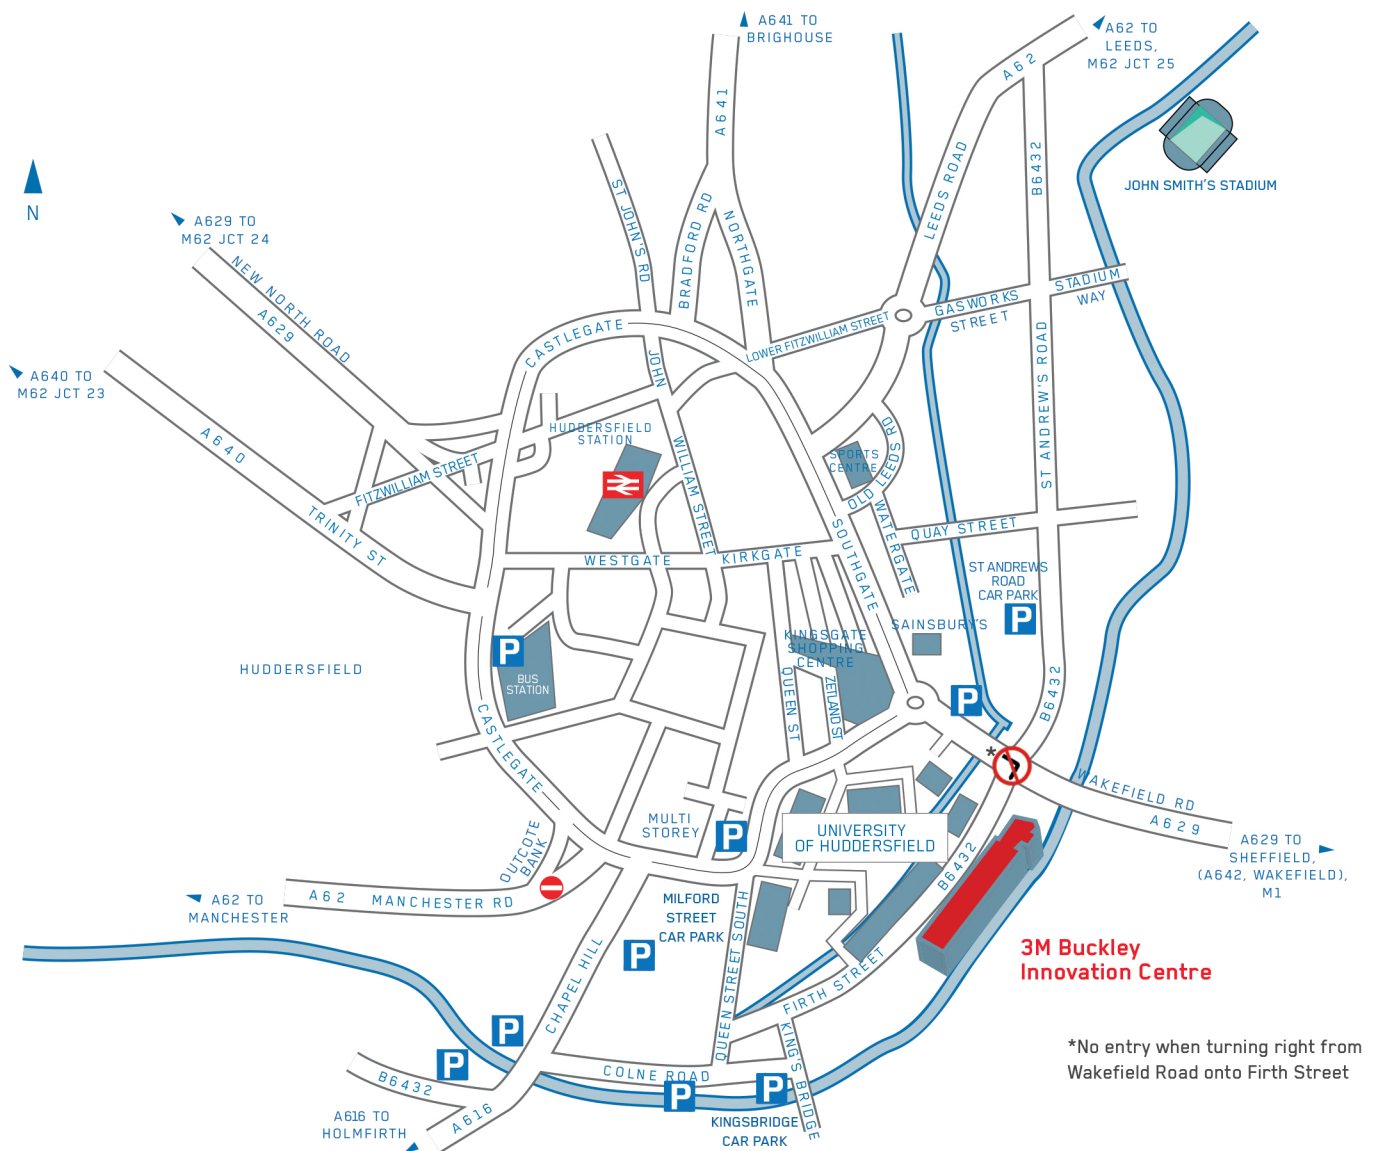 A641 TO
BRIGHOUSE
A62 TO
LEEDS,
M62 JCT 25
A62
A641
B6432
JOHN SMITH'S STADIUM
LEEDS ROAD
N
A629 TO
M62 JCT 24
ST JOHN'S RD
BRADFORD RD
NORTHGATE
NEW NORTH ROAD
A629
STADIUM
WAY
GASWORKS
STREET
LOWER FITZWILLIAM STREET
CASTLEGATE
JOHN
WILLIAM STREET
ST ANDREW'S ROAD
A640 TO
M62 JCT 23
A640
HUDDERSFIELD
STATION
FITZWILLIAM STREET
TRINITY ST
SPORTS
CENTRE
OLD LEEDS RD
WATERGATE
QUAY STREET
SOUTHGATE
WESTGATE
KIRKGATE
ST ANDREWS
ROAD
CAR PARK
P
SAINSBURY'S
KINGSGATE
SHOPPING
CENTRE
HUDDERSFIELD
P
BUS
STATION
QUEEN ST
ZETLAND ST
P
B6432
CASTLEGATE
*
WAKEFIELD RD
A629
A629 TO
SHEFFIELD,
(A642, WAKEFIELD),
M1
MULTI
STOREY
P
UNIVERSITY
OF HUDDERSFIELD
OUTCOTE
BANK
B6432
A62
MANCHESTER RD
A62 TO
MANCHESTER
MILFORD
STREET
CAR PARK
P
QUEEN STREET SOUTH
CHAPEL HILL
FIRTH STREET
3M Buckley
Innovation Centre
P
P
KING'S BRIDGE
COLNE ROAD
P
P
B6432
A616
A616 TO
HOLMFIRTH
KINGSBRIDGE
CAR PARK
*No entry when turning right from
Wakefield Road onto Firth Street